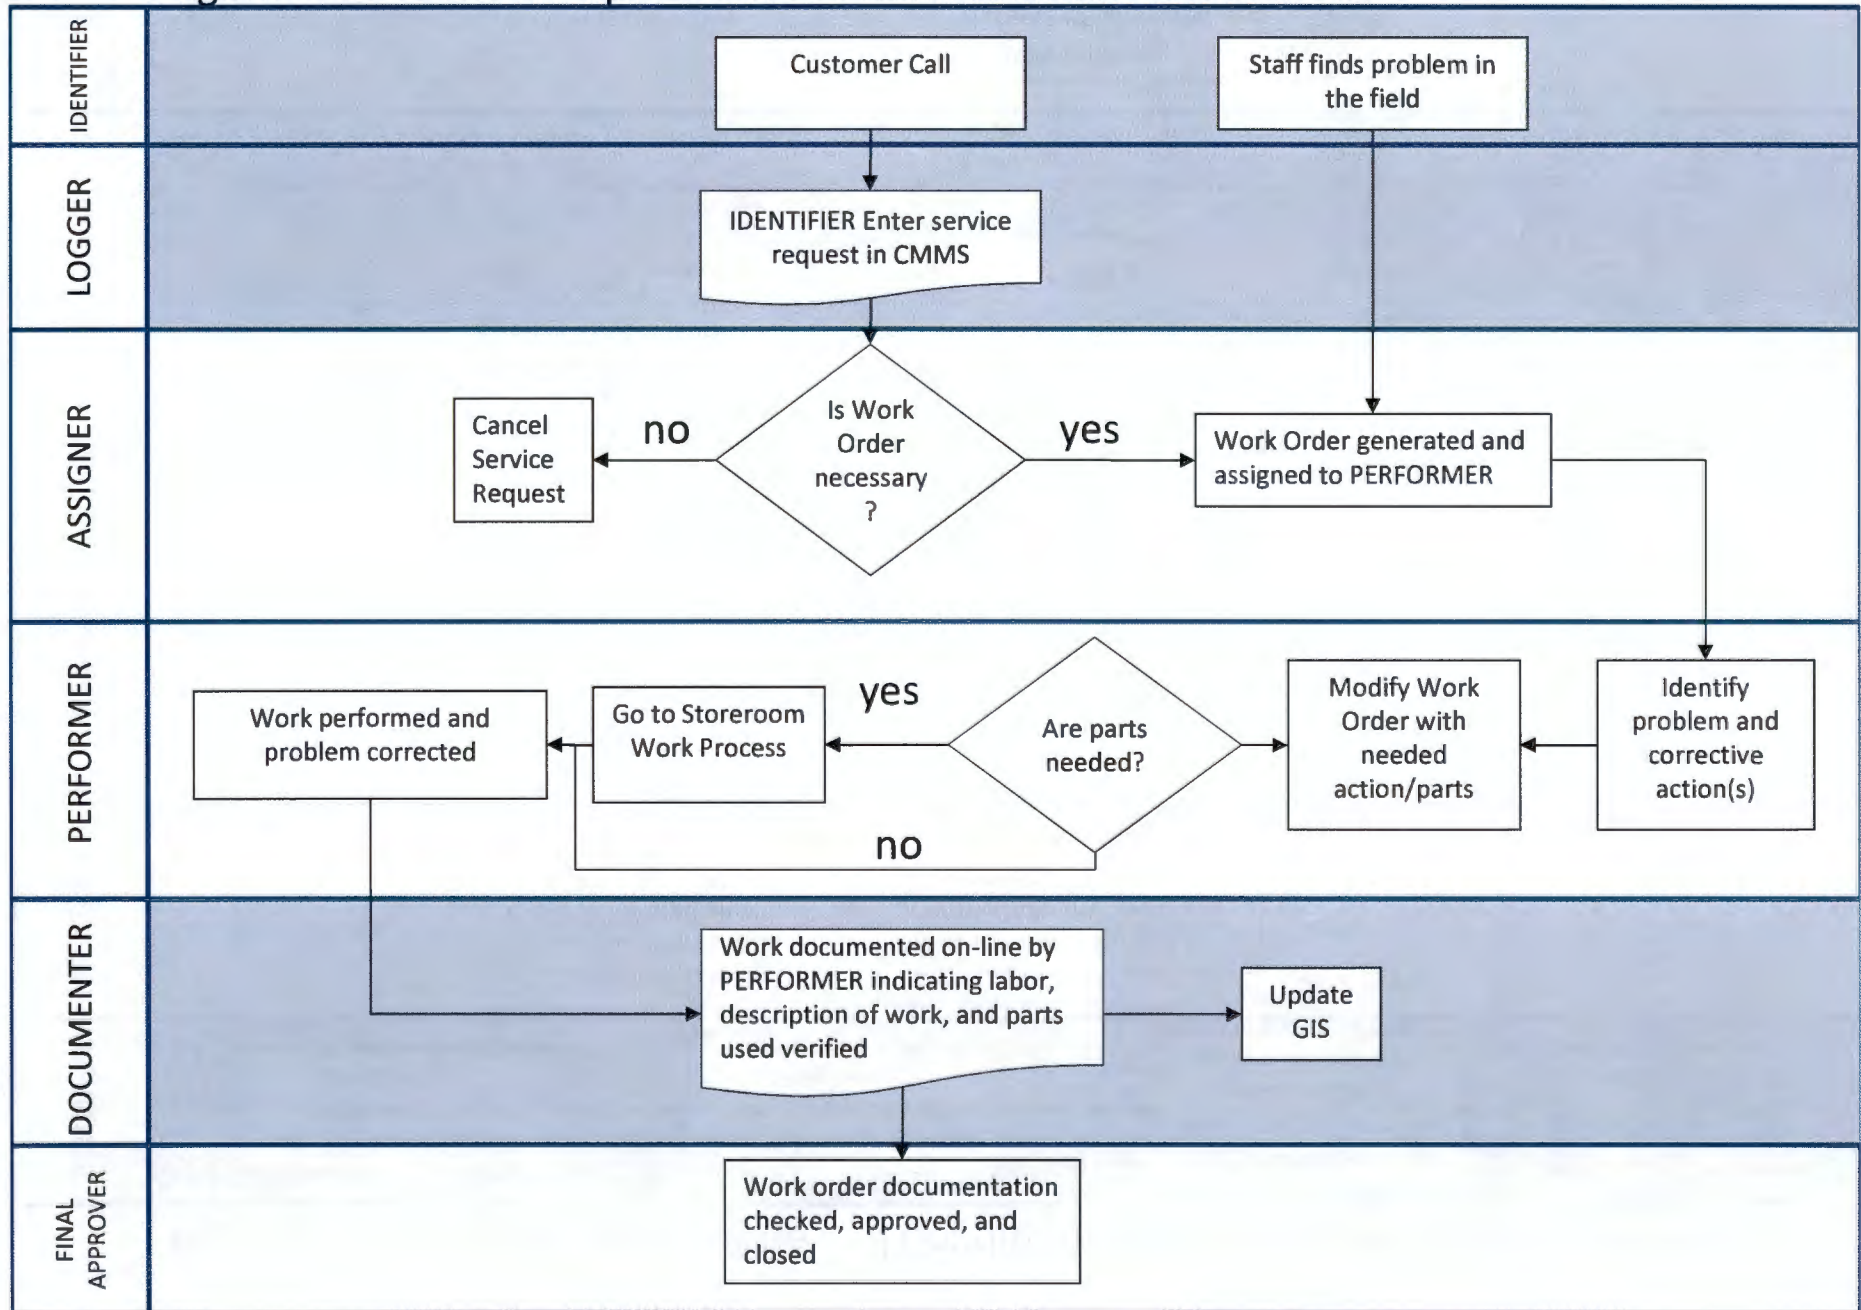 IDENTIFIER
Customer Call
Staff finds problem in
the field
LOGGER
IDENTIFIER Enter service
request in CMMS
ASSIGNER
Cancel
Service
Request
no
Is Work
Order
necessary
?
yes
Work Order generated and
assigned to PERFORMER
PERFORMER
Work performed and
problem corrected
Go to Storeroom
Work Process
yes
Are parts
needed?
no
Modify Work
Order with
needed
action/parts
Identify
problem and
corrective
action(s)
DOCUMENTER
Work documented on-line by
PERFORMER indicating labor,
description of work, and parts
used verified
Update
GIS
FINAL
APPROVER
Work order documentation
checked, approved, and
closed